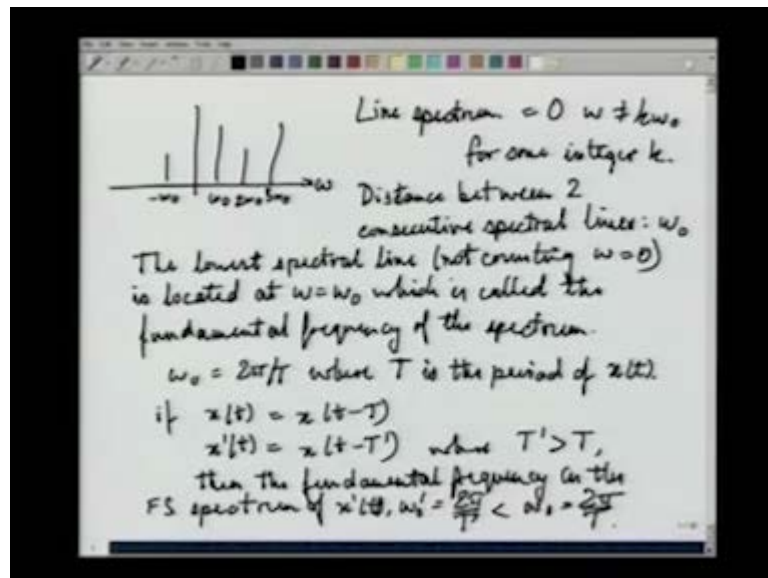 Line spectrum = 0 ω ≠ kω₀
for some integer k.
-ω₀ ω₀ 2ω₀ 3ω₀ ω
Distance between 2
consecutive spectral lines: ω₀
The lowest spectral line (not counting ω=0)
is located at ω=ω₀ which is called the
fundamental frequency of the spectrum.
ω₀ = 2π/T where T is the period of x(t).
if x(t) = x(t-T)
x'(t) = x(t-T') where T'>T,
then the fundamental frequency in the
FS spectrum of x'(t), ω₀' = 2π/T' < ω₀ = 2π/T.